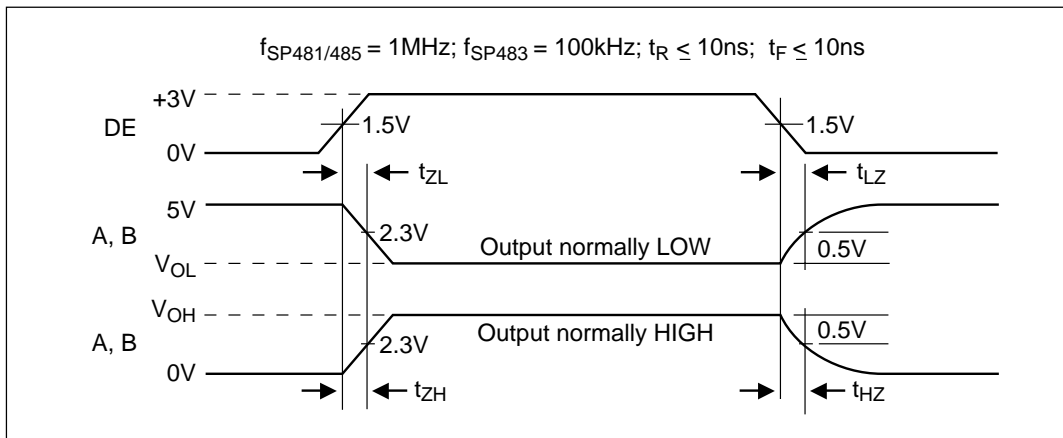 fSP481/485 = 1MHz; fSP483 = 100kHz; tR ≤ 10ns; tF ≤ 10ns
+3V
DE
1.5V
1.5V
0V
tZL
tLZ
5V
A, B
2.3V
Output normally LOW
0.5V
VOL
VOH
A, B
2.3V
Output normally HIGH
0.5V
0V
tZH
tHZ